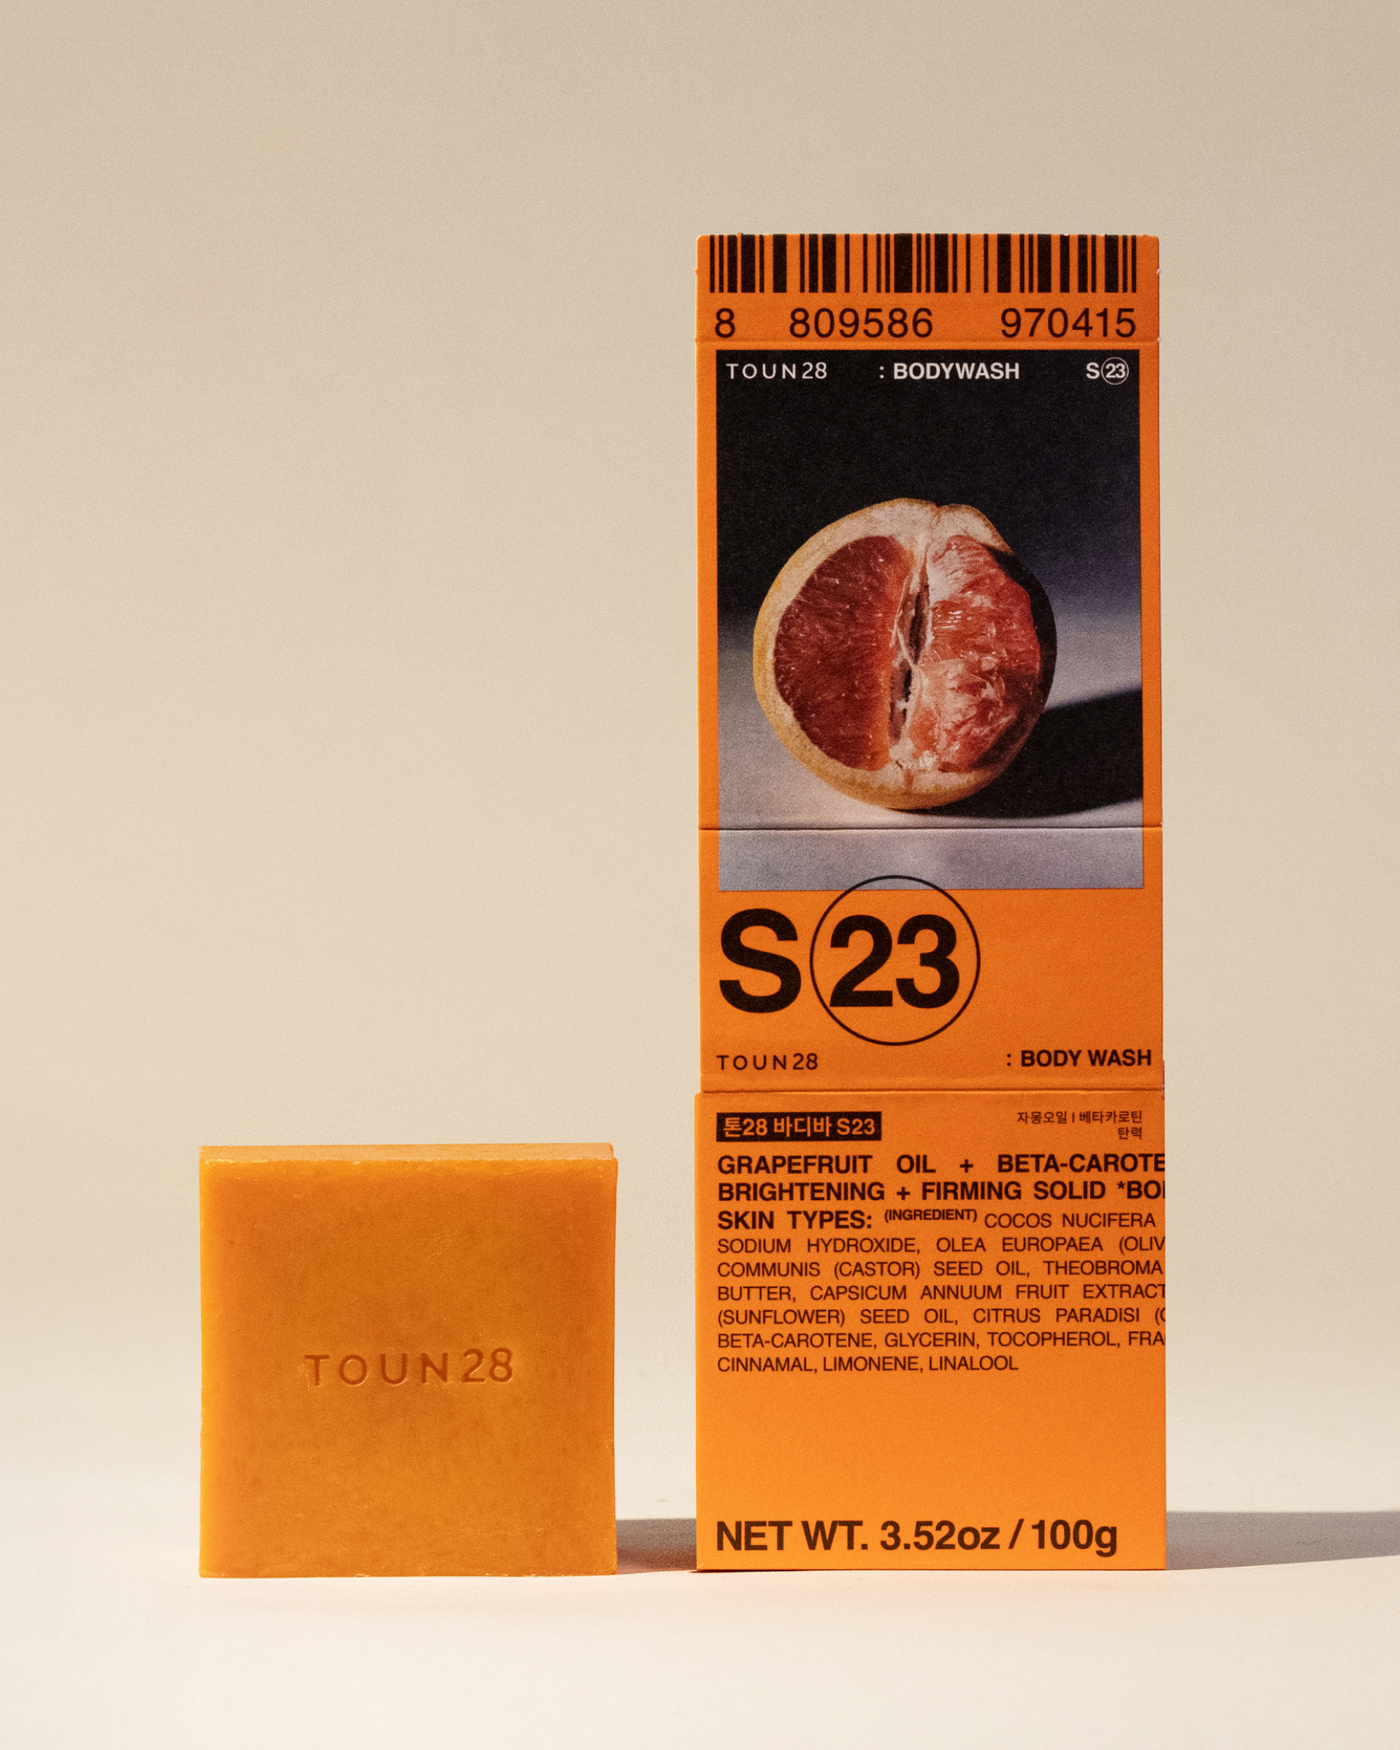 8 809586 970415
TOUN28 : BODYWASH S23
S23
TOUN28 : BODY WASH
톤28 바디바 S23
자몽오일 I 베타카로틴
탄력
GRAPEFRUIT OIL + BETA-CAROTE
BRIGHTENING + FIRMING SOLID *BO
SKIN TYPES: (INGREDIENT) COCOS NUCIFERA
SODIUM HYDROXIDE, OLEA EUROPAEA (OLIV
COMMUNIS (CASTOR) SEED OIL, THEOBROMA
BUTTER, CAPSICUM ANNUUM FRUIT EXTRACT
(SUNFLOWER) SEED OIL, CITRUS PARADISI (
BETA-CAROTENE, GLYCERIN, TOCOPHEROL, FRA
CINNAMAL, LIMONENE, LINALOOL
NET WT. 3.52oz / 100g
TOUN28